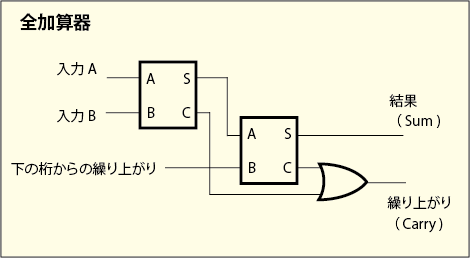 全加算器
入力 A
入力 B
下の桁からの繰り上がり
A S
B C
A S
B C
結果
（ Sum ）
繰り上がり
（ Carry ）